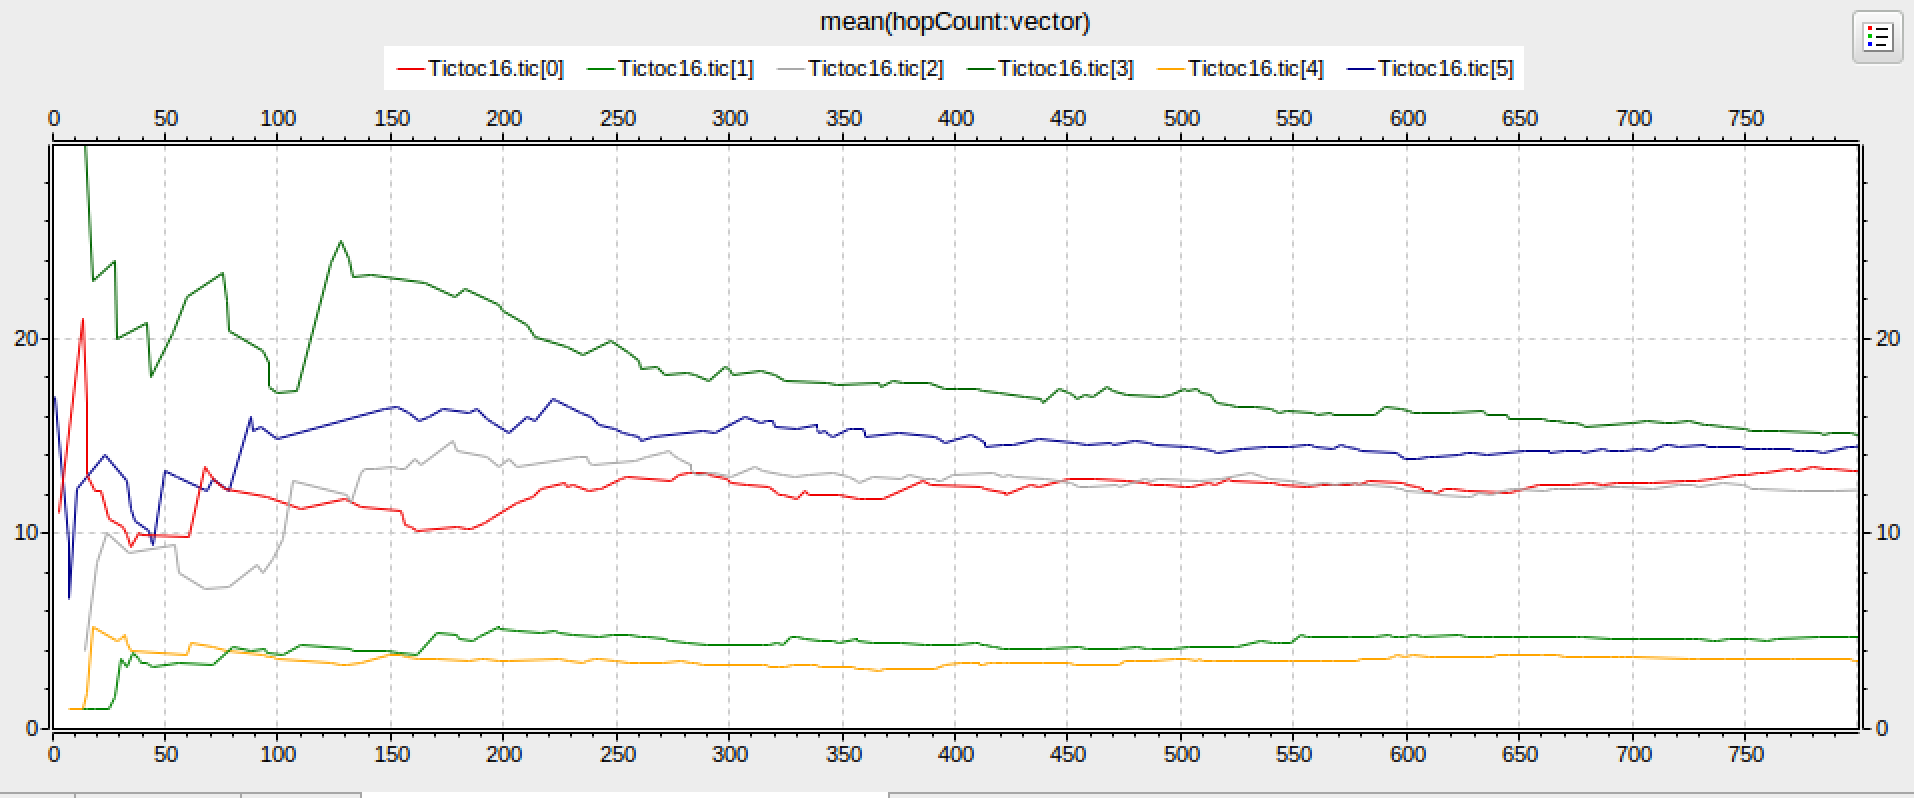 mean(hopCount:vector)
Tictoc16.tic[0] Tictoc16.tic[1] Tictoc16.tic[2] Tictoc16.tic[3] Tictoc16.tic[4] Tictoc16.tic[5]
0 50 100 150 200 250 300 350 400 450 500 550 600 650 700 750
20 20
10 10
0 0
0 50 100 150 200 250 300 350 400 450 500 550 600 650 700 750